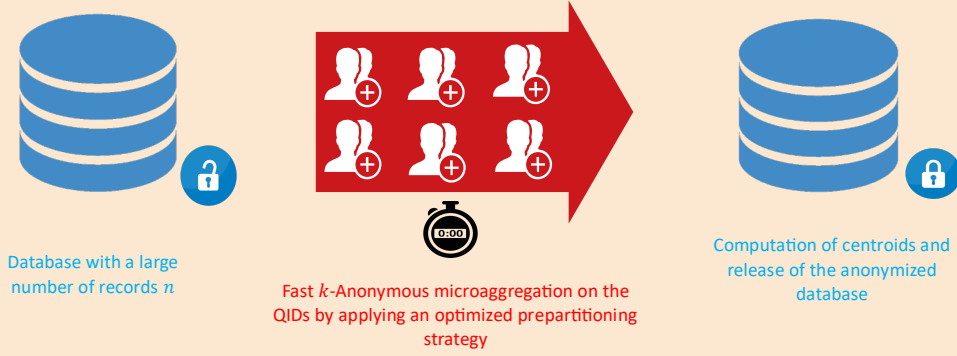 0:00
Database with a large
number of records n
Fast k-Anonymous microaggregation on the
QIDs by applying an optimized prepartitioning
strategy
Computation of centroids and
release of the anonymized
database